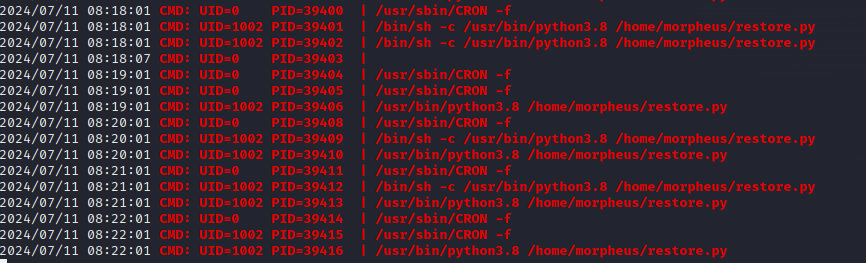 2024/07/11 08:18:01 CMD: UID=0    PID=39400  | /usr/sbin/CRON -f
2024/07/11 08:18:01 CMD: UID=1002 PID=39401  | /bin/sh -c /usr/bin/python3.8 /home/morpheus/restore.py
2024/07/11 08:18:01 CMD: UID=1002 PID=39402  | /bin/sh -c /usr/bin/python3.8 /home/morpheus/restore.py
2024/07/11 08:18:07 CMD: UID=0    PID=39403  |
2024/07/11 08:19:01 CMD: UID=0    PID=39404  | /usr/sbin/CRON -f
2024/07/11 08:19:01 CMD: UID=0    PID=39405  | /usr/sbin/CRON -f
2024/07/11 08:19:01 CMD: UID=1002 PID=39406  | /usr/bin/python3.8 /home/morpheus/restore.py
2024/07/11 08:20:01 CMD: UID=0    PID=39408  | /usr/sbin/CRON -f
2024/07/11 08:20:01 CMD: UID=1002 PID=39409  | /bin/sh -c /usr/bin/python3.8 /home/morpheus/restore.py
2024/07/11 08:20:01 CMD: UID=1002 PID=39410  | /usr/bin/python3.8 /home/morpheus/restore.py
2024/07/11 08:21:01 CMD: UID=0    PID=39411  | /usr/sbin/CRON -f
2024/07/11 08:21:01 CMD: UID=1002 PID=39412  | /bin/sh -c /usr/bin/python3.8 /home/morpheus/restore.py
2024/07/11 08:21:01 CMD: UID=1002 PID=39413  | /usr/bin/python3.8 /home/morpheus/restore.py
2024/07/11 08:22:01 CMD: UID=0    PID=39414  | /usr/sbin/CRON -f
2024/07/11 08:22:01 CMD: UID=1002 PID=39415  | /usr/sbin/CRON -f
2024/07/11 08:22:01 CMD: UID=1002 PID=39416  | /usr/bin/python3.8 /home/morpheus/restore.py